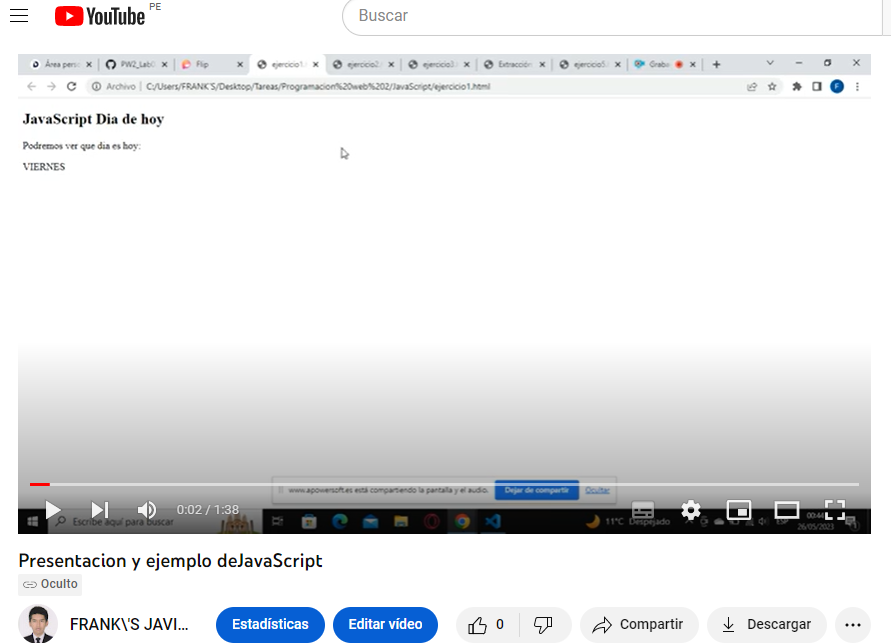 YouTube PE
Buscar
Área perso PW2_Lab0 Flip ejercicio1. ejercicio2. ejercicio3. Extracción ejercicio5. Graba
Archivo C:/Users/FRANK'S/Desktop/Tareas/Programacion%20web%202/JavaScript/ejercicio1.html
JavaScript Dia de hoy
Podremos ver que dia es hoy:
VIERNES
www.apowersoft.es está compartiendo la pantalla y el audio. Dejar de compartir Ocultar
0:02 / 1:38
Escribe aquí para buscar
11°C Despejado
00:44
26/05/2023
Presentacion y ejemplo deJavaScript
Oculto
FRANK\'S JAVI...
Estadísticas
Editar vídeo
0
Compartir
Descargar